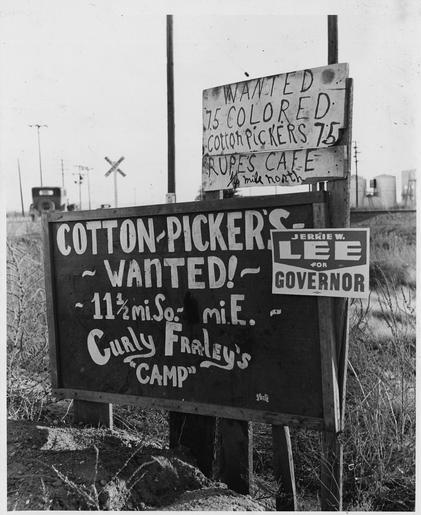 WANTED
75 COLORED
Cotton PICKERS 75
RUPES CAFE
½ mile north
JERRIE W.
LEE
FOR
GOVERNOR
COTTON-PICKER'S-
~ WANTED! ~
- 11½ mi. So. - mi. E. -
Curly Farley's
"CAMP"